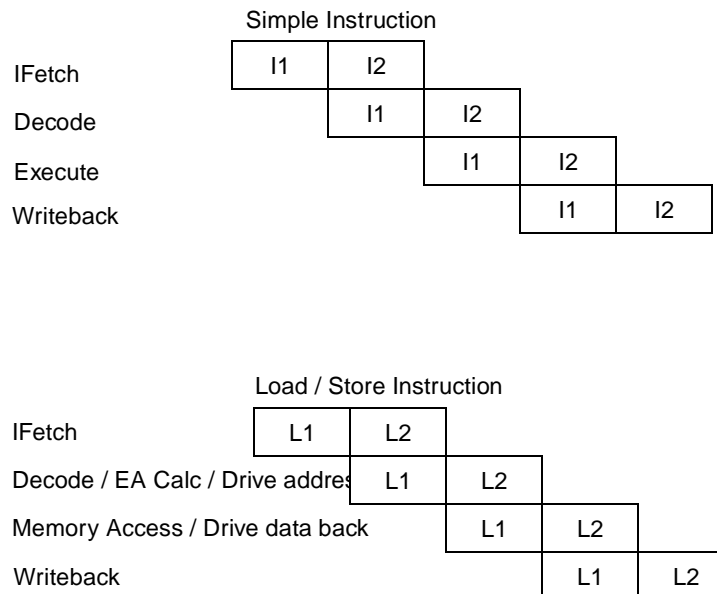 Simple Instruction
IFetch I1 I2
Decode I1 I2
Execute I1 I2
Writeback I1 I2
Load / Store Instruction
IFetch L1 L2
Decode / EA Calc / Drive addres L1 L2
Memory Access / Drive data back L1 L2
Writeback L1 L2